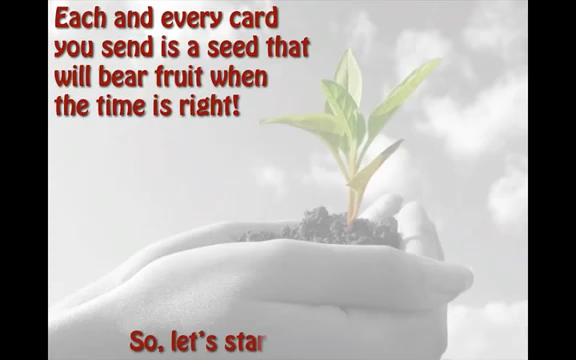 Each and every card
you send is a seed that
will bear fruit when
the time is right!
So, let's star